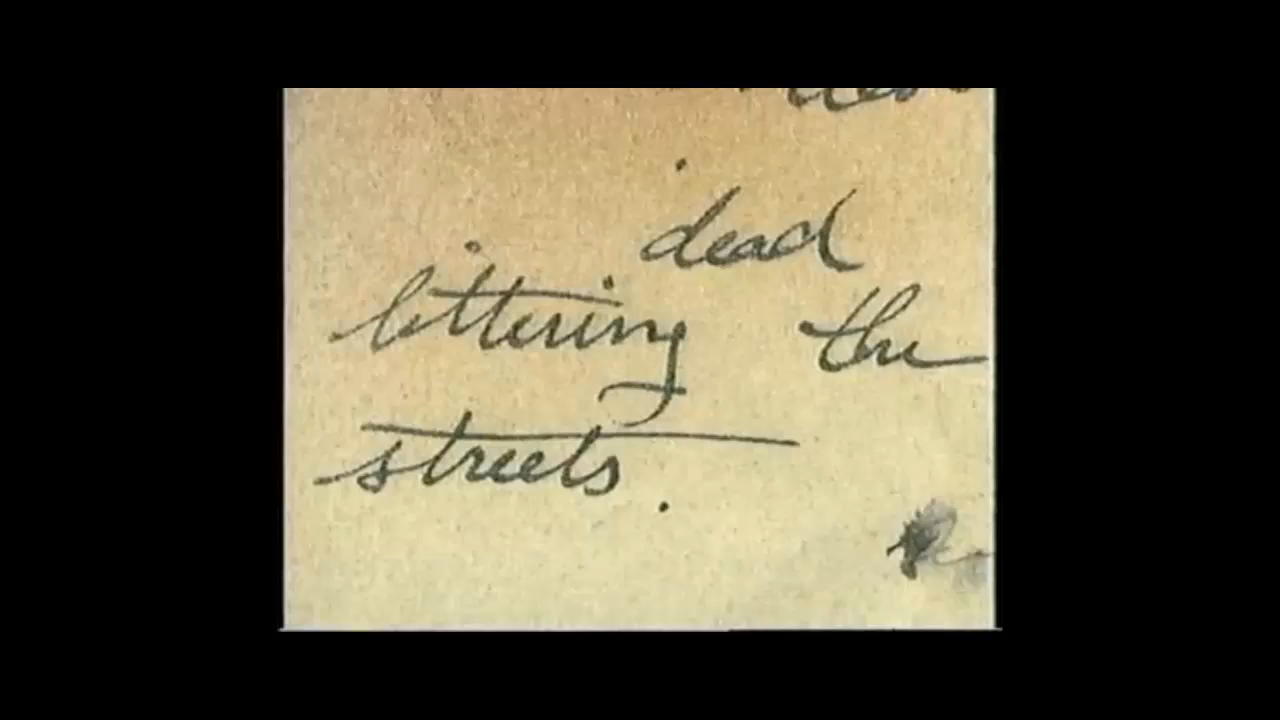 dead
littering the
streets.